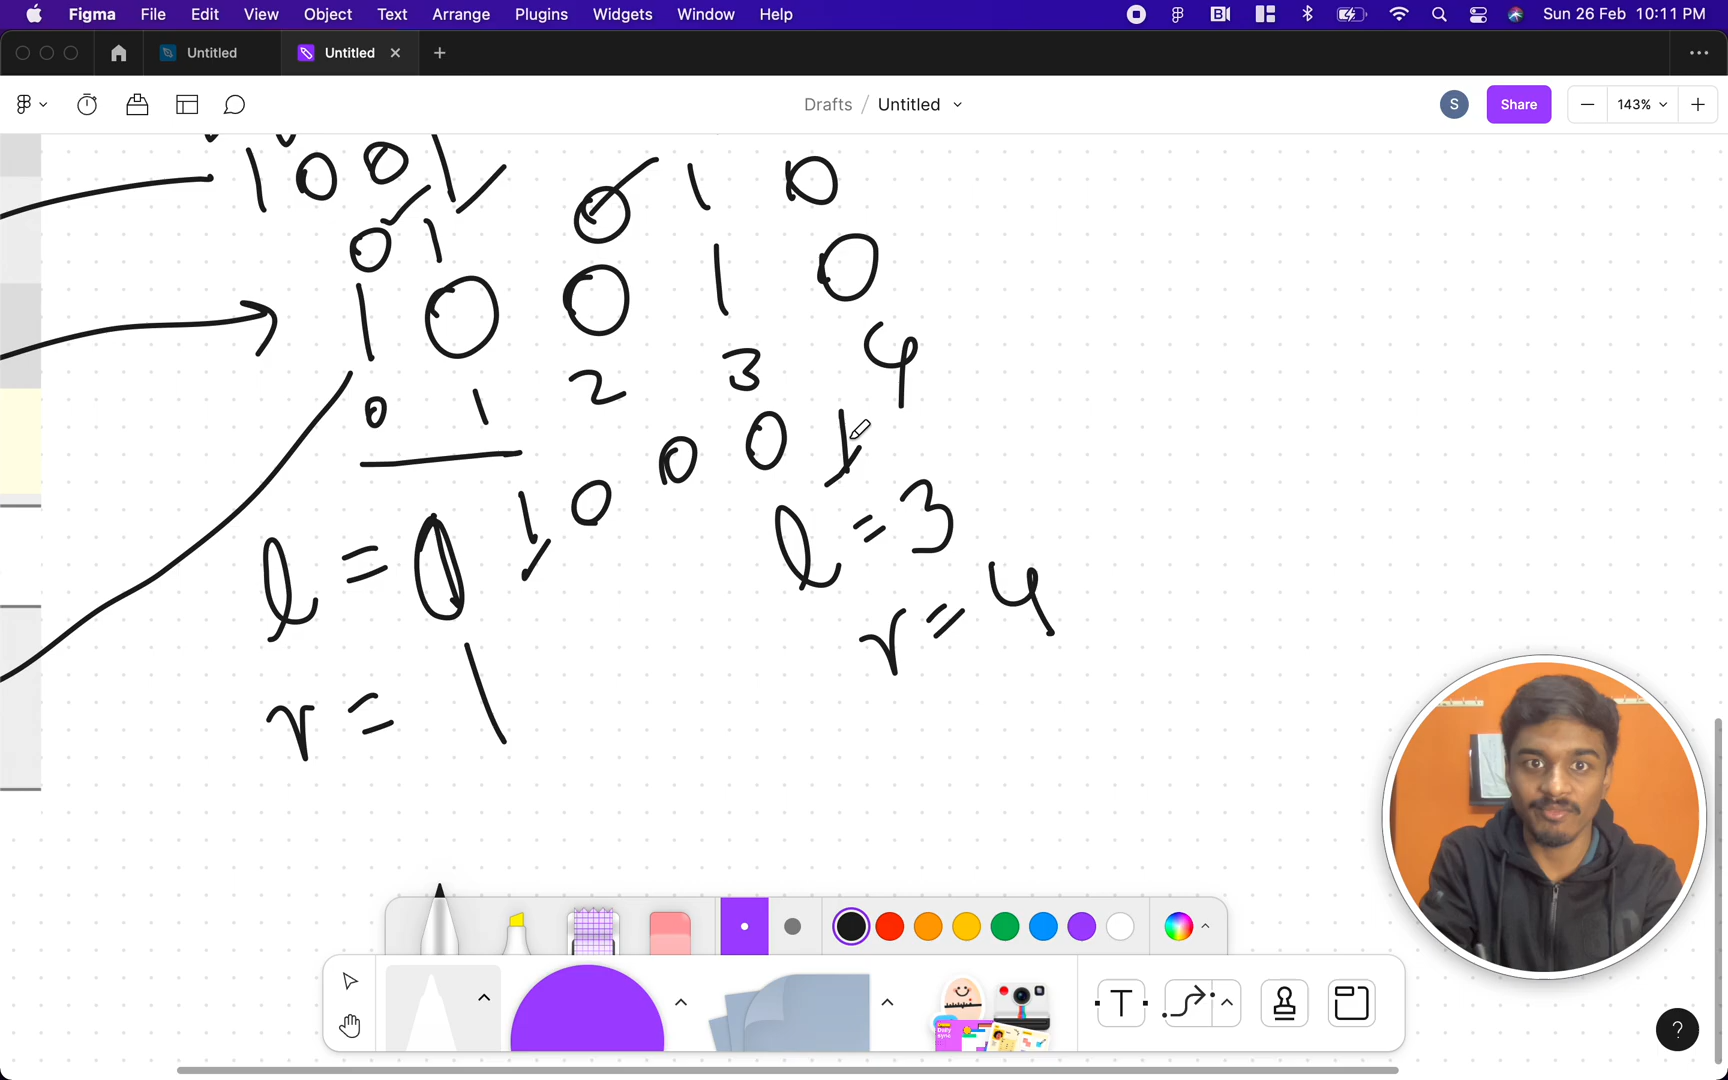 Figma File Edit View Object Text Arrange Plugins Widgets Window Help Sun 26 Feb 10:11 PM
Untitled Untitled
Drafts / Untitled S Share 143%
1 0 0 1 0 1 0
0 1
1 0 0 1 0
0 1 2 3 4
1 0 0 0 1
l = 0 l = 3
r = 1 r = 4
T
?